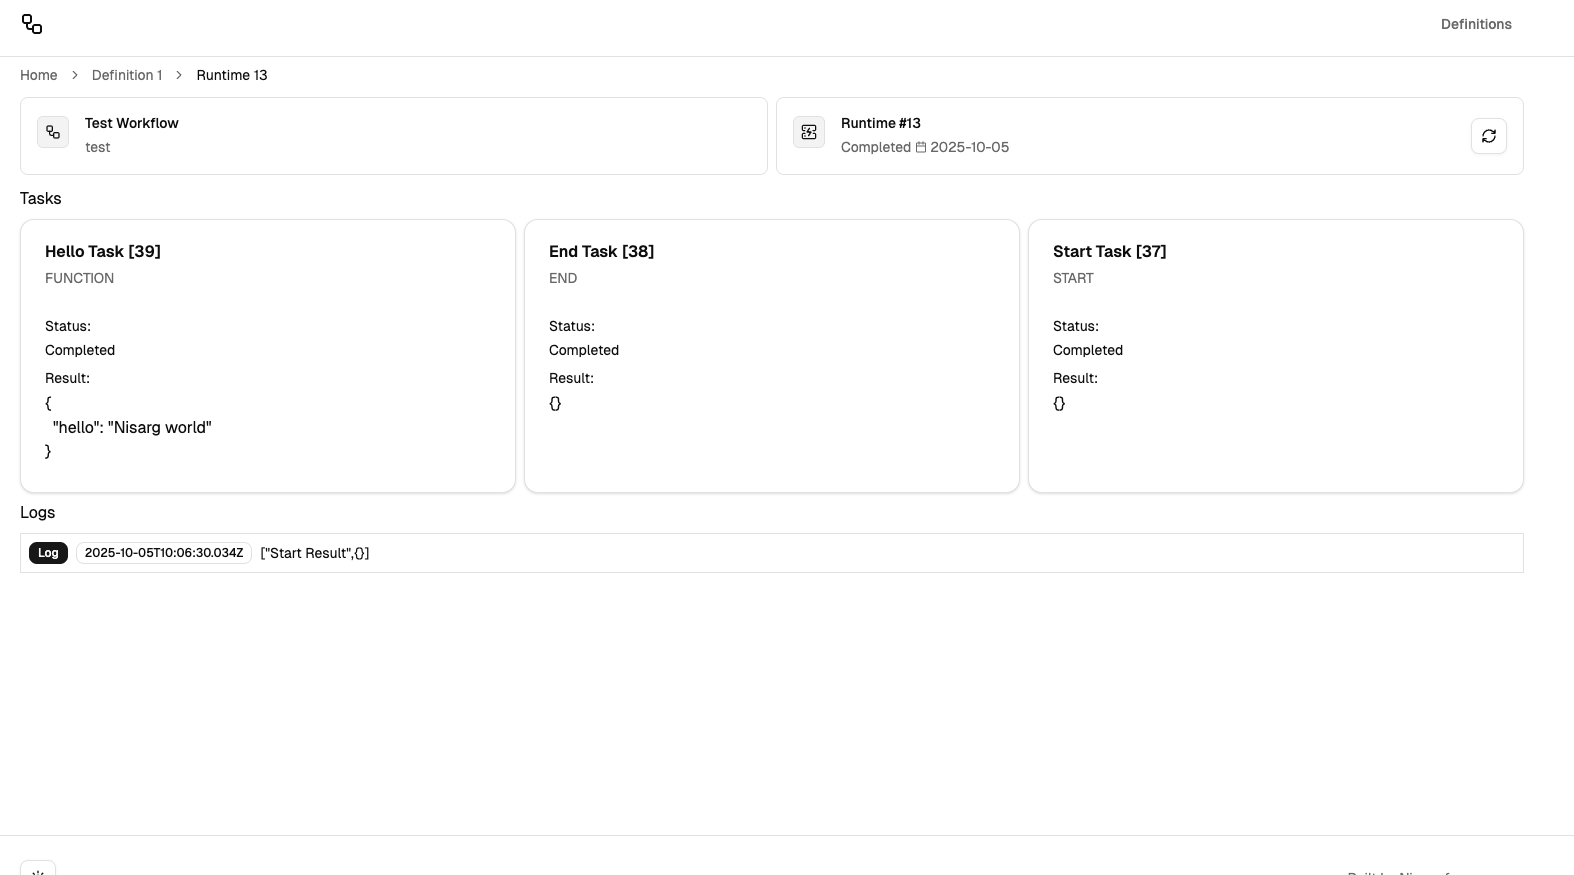 Definitions
Home > Definition 1 > Runtime 13
Test Workflow
test
Runtime #13
Completed 2025-10-05
Tasks
Hello Task [39]
FUNCTION
Status:
Completed
Result:
{
"hello": "Nisarg world"
}
End Task [38]
END
Status:
Completed
Result:
{}
Start Task [37]
START
Status:
Completed
Result:
{}
Logs
Log 2025-10-05T10:06:30.034Z ["Start Result",{}]